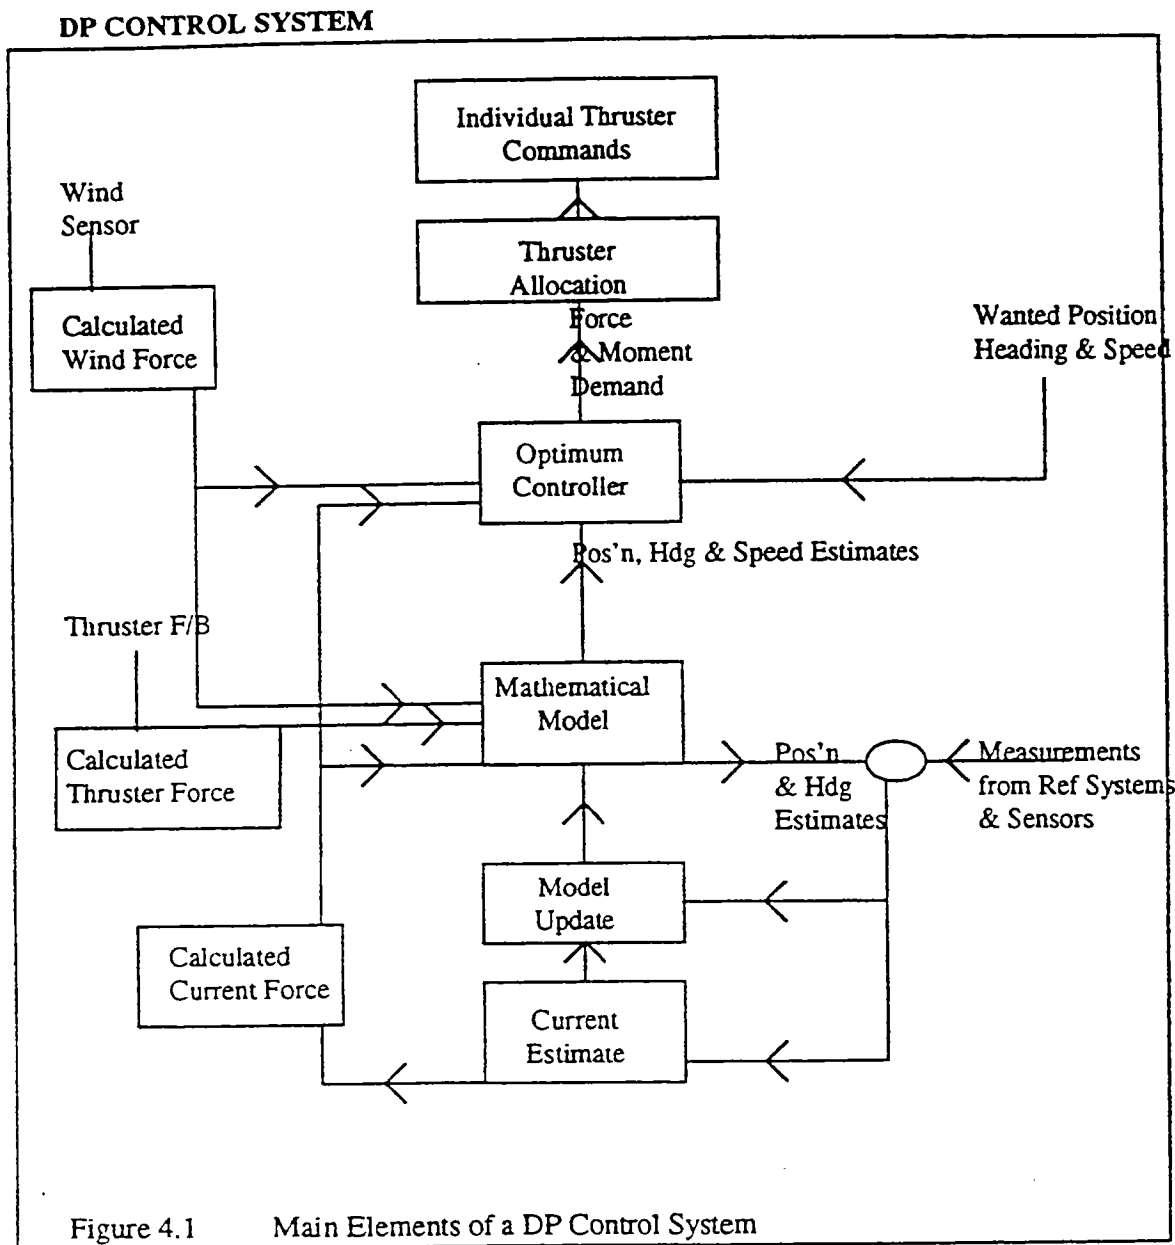 DP CONTROL SYSTEM
Individual Thruster
Commands
Wind
Sensor
Thruster
Allocation
Calculated
Wind Force
Force
& Moment
Demand
Wanted Position
Heading & Speed
Optimum
Controller
Pos'n, Hdg & Speed Estimates
Thruster F/B
Mathematical
Model
Calculated
Thruster Force
Pos'n
& Hdg
Estimates
Measurements
from Ref Systems
& Sensors
Model
Update
Calculated
Current Force
Current
Estimate
Figure 4.1 Main Elements of a DP Control System